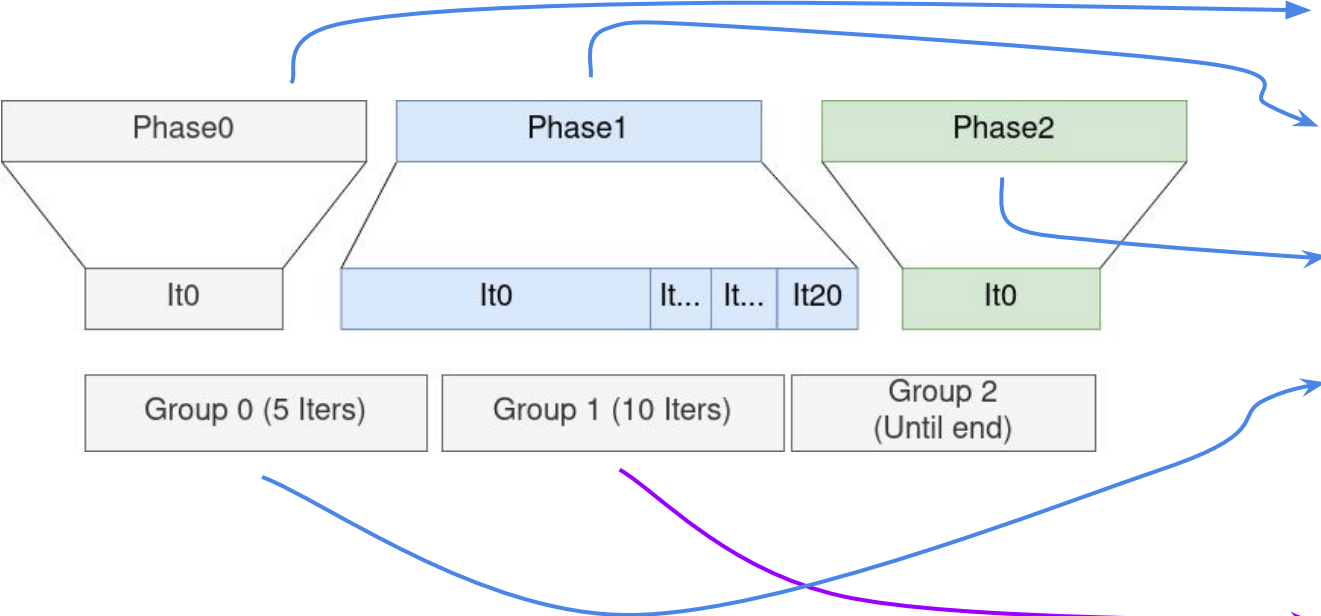 Phase0
Phase1
Phase2
It0
It0
It...
It...
It20
It0
Group 0 (5 Iters)
Group 1 (10 Iters)
Group 2
(Until end)